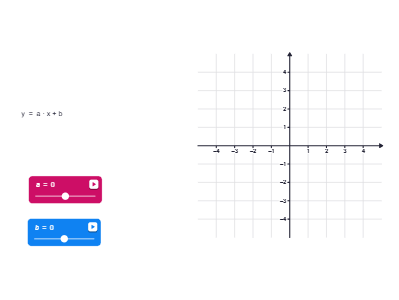 y = a · x + b
a = 0
b = 0
4
3
2
1
−4 −3 −2 −1 1 2 3 4
−1
−2
−3
−4